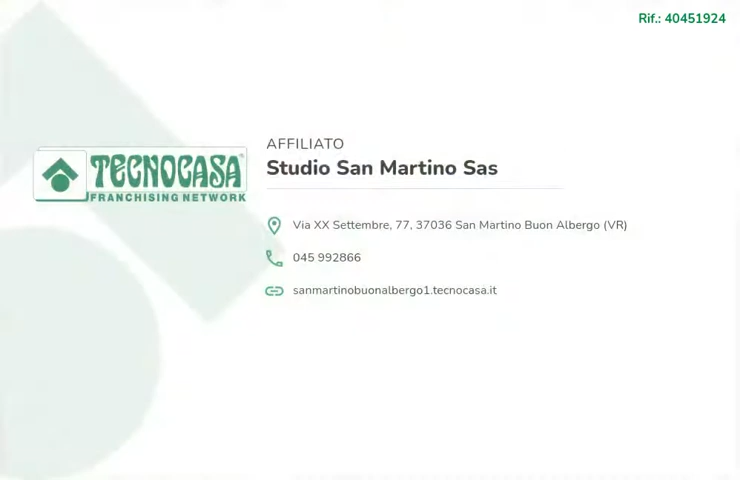 Rif.: 40451924
AFFILIATO
TECNOCASA®
Studio San Martino Sas
FRANCHISING NETWORK
Via XX Settembre, 77, 37036 San Martino Buon Albergo (VR)
045 992866
sanmartinobuonalbergo1.tecnocasa.it